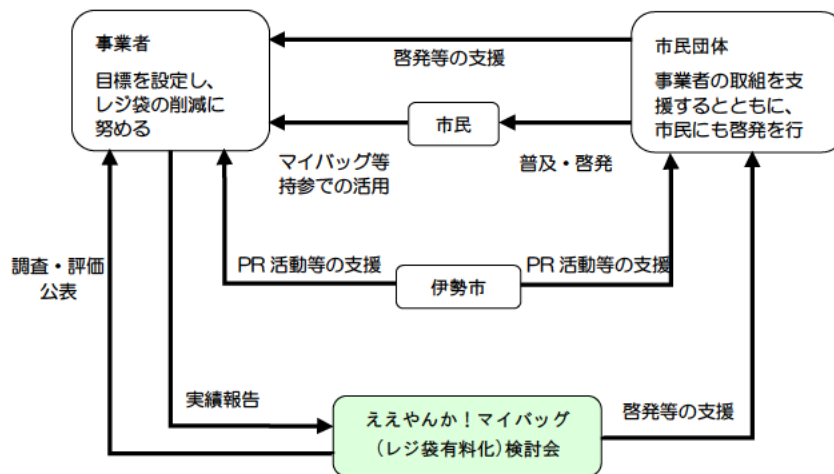 事業者
目標を設定し、
レジ袋の削減に
努める
啓発等の支援
市民団体
事業者の取組を支
援するとともに、
市民にも啓発を行
市民
マイバッグ等
持参での活用
普及・啓発
調査・評価
公表
PR 活動等の支援
伊勢市
PR 活動等の支援
実績報告
ええやんか！マイバッグ
（レジ袋有料化）検討会
啓発等の支援